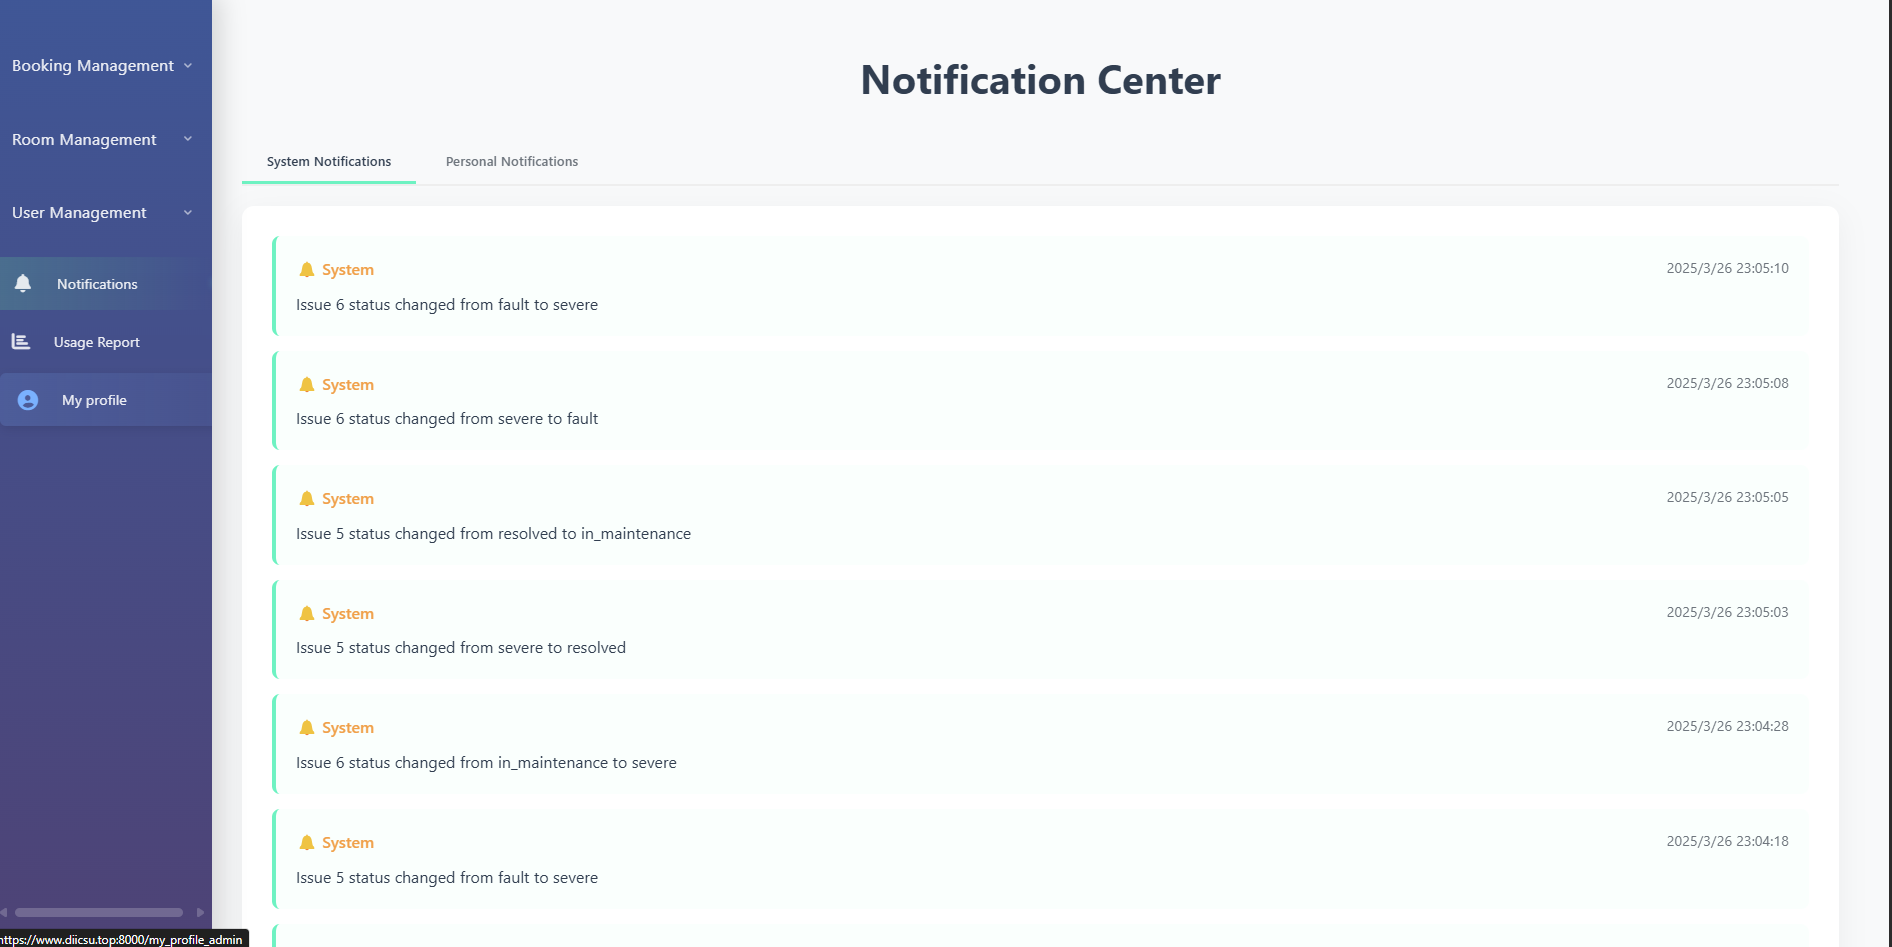 Booking Management
Room Management
User Management
Notifications
Usage Report
My profile
Notification Center
System Notifications
Personal Notifications
System
2025/3/26 23:05:10
Issue 6 status changed from fault to severe
System
2025/3/26 23:05:08
Issue 6 status changed from severe to fault
System
2025/3/26 23:05:05
Issue 5 status changed from resolved to in_maintenance
System
2025/3/26 23:05:03
Issue 5 status changed from severe to resolved
System
2025/3/26 23:04:28
Issue 6 status changed from in_maintenance to severe
System
2025/3/26 23:04:18
Issue 5 status changed from fault to severe
https://www.diicsu.top:8000/my_profile_admin